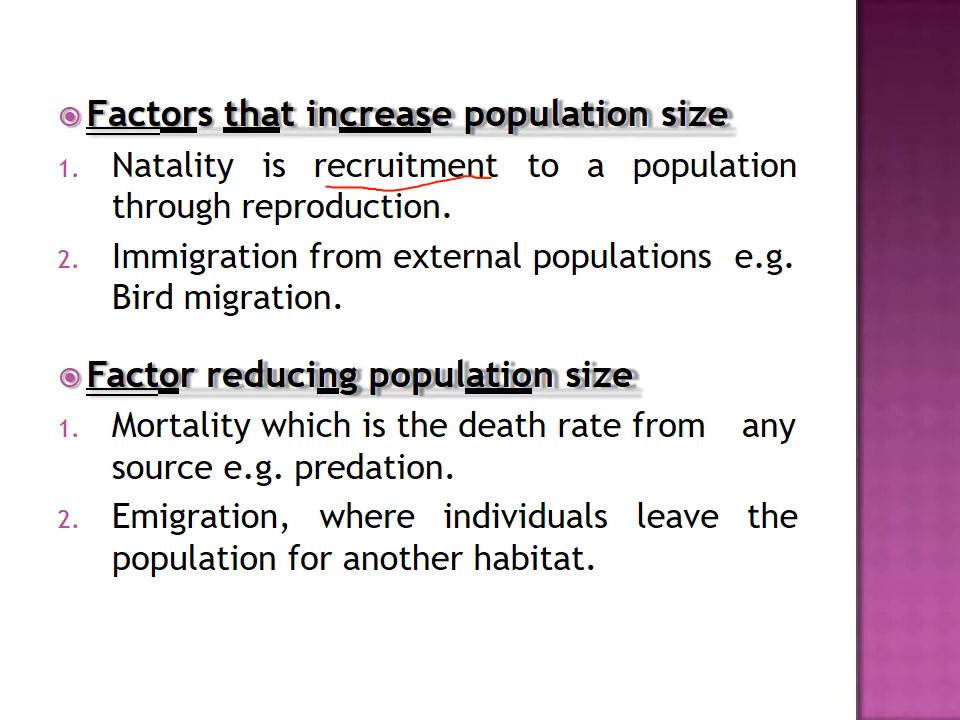 Factors that increase population size
1. Natality is recruitment to a population
through reproduction.
2. Immigration from external populations e.g.
Bird migration.
Factor reducing population size
1. Mortality which is the death rate from any
source e.g. predation.
2. Emigration, where individuals leave the
population for another habitat.